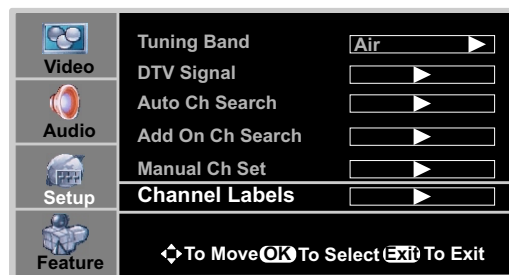 Video
Audio
Setup
Feature
Tuning Band Air
DTV Signal
Auto Ch Search
Add On Ch Search
Manual Ch Set
Channel Labels
To Move OK To Select Exit To Exit